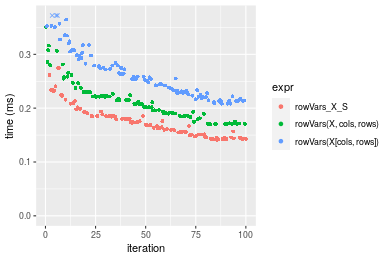 time (ms)
0.3
0.2
0.1
0.0
0
25
50
75
100
iteration
expr
rowVars_X_S
rowVars(X, cols, rows)
rowVars(X[cols, rows])